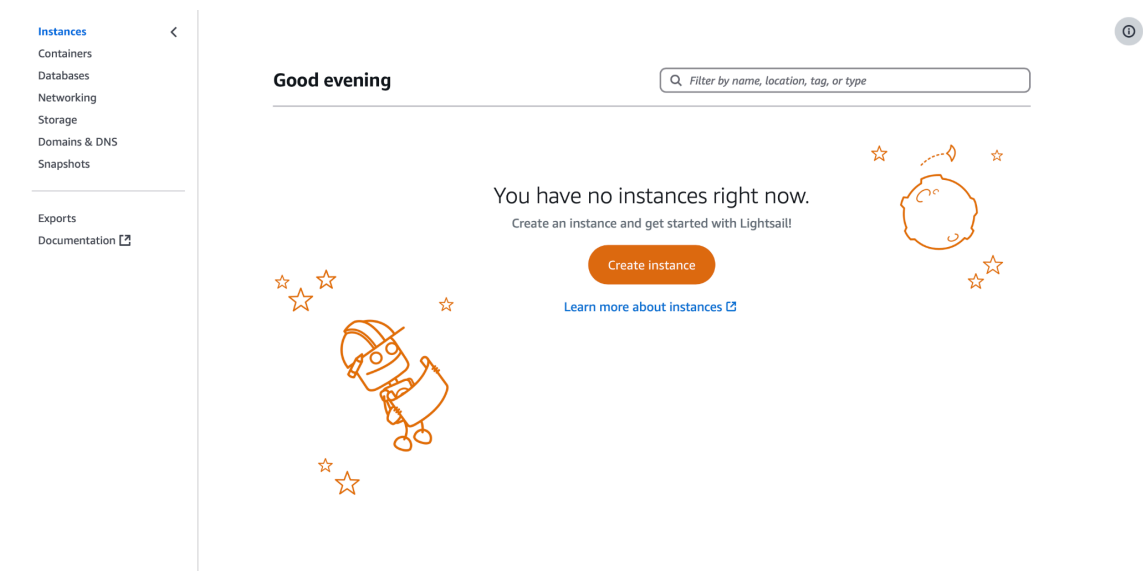 Instances
Containers
Databases
Networking
Storage
Domains & DNS
Snapshots
Exports
Documentation
Good evening
Filter by name, location, tag, or type
You have no instances right now.
Create an instance and get started with Lightsail!
Create instance
Learn more about instances